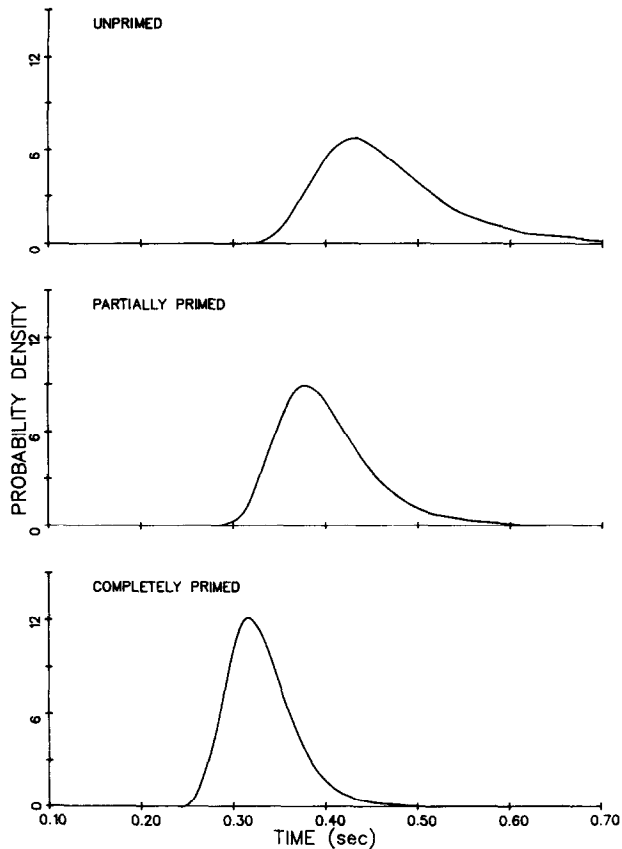 UNPRIMED
12
6
0
PARTIALLY PRIMED
12
6
0
COMPLETELY PRIMED
12
6
0
PROBABILITY DENSITY
0.10 0.20 0.30 0.40 0.50 0.60 0.70
TIME (sec)